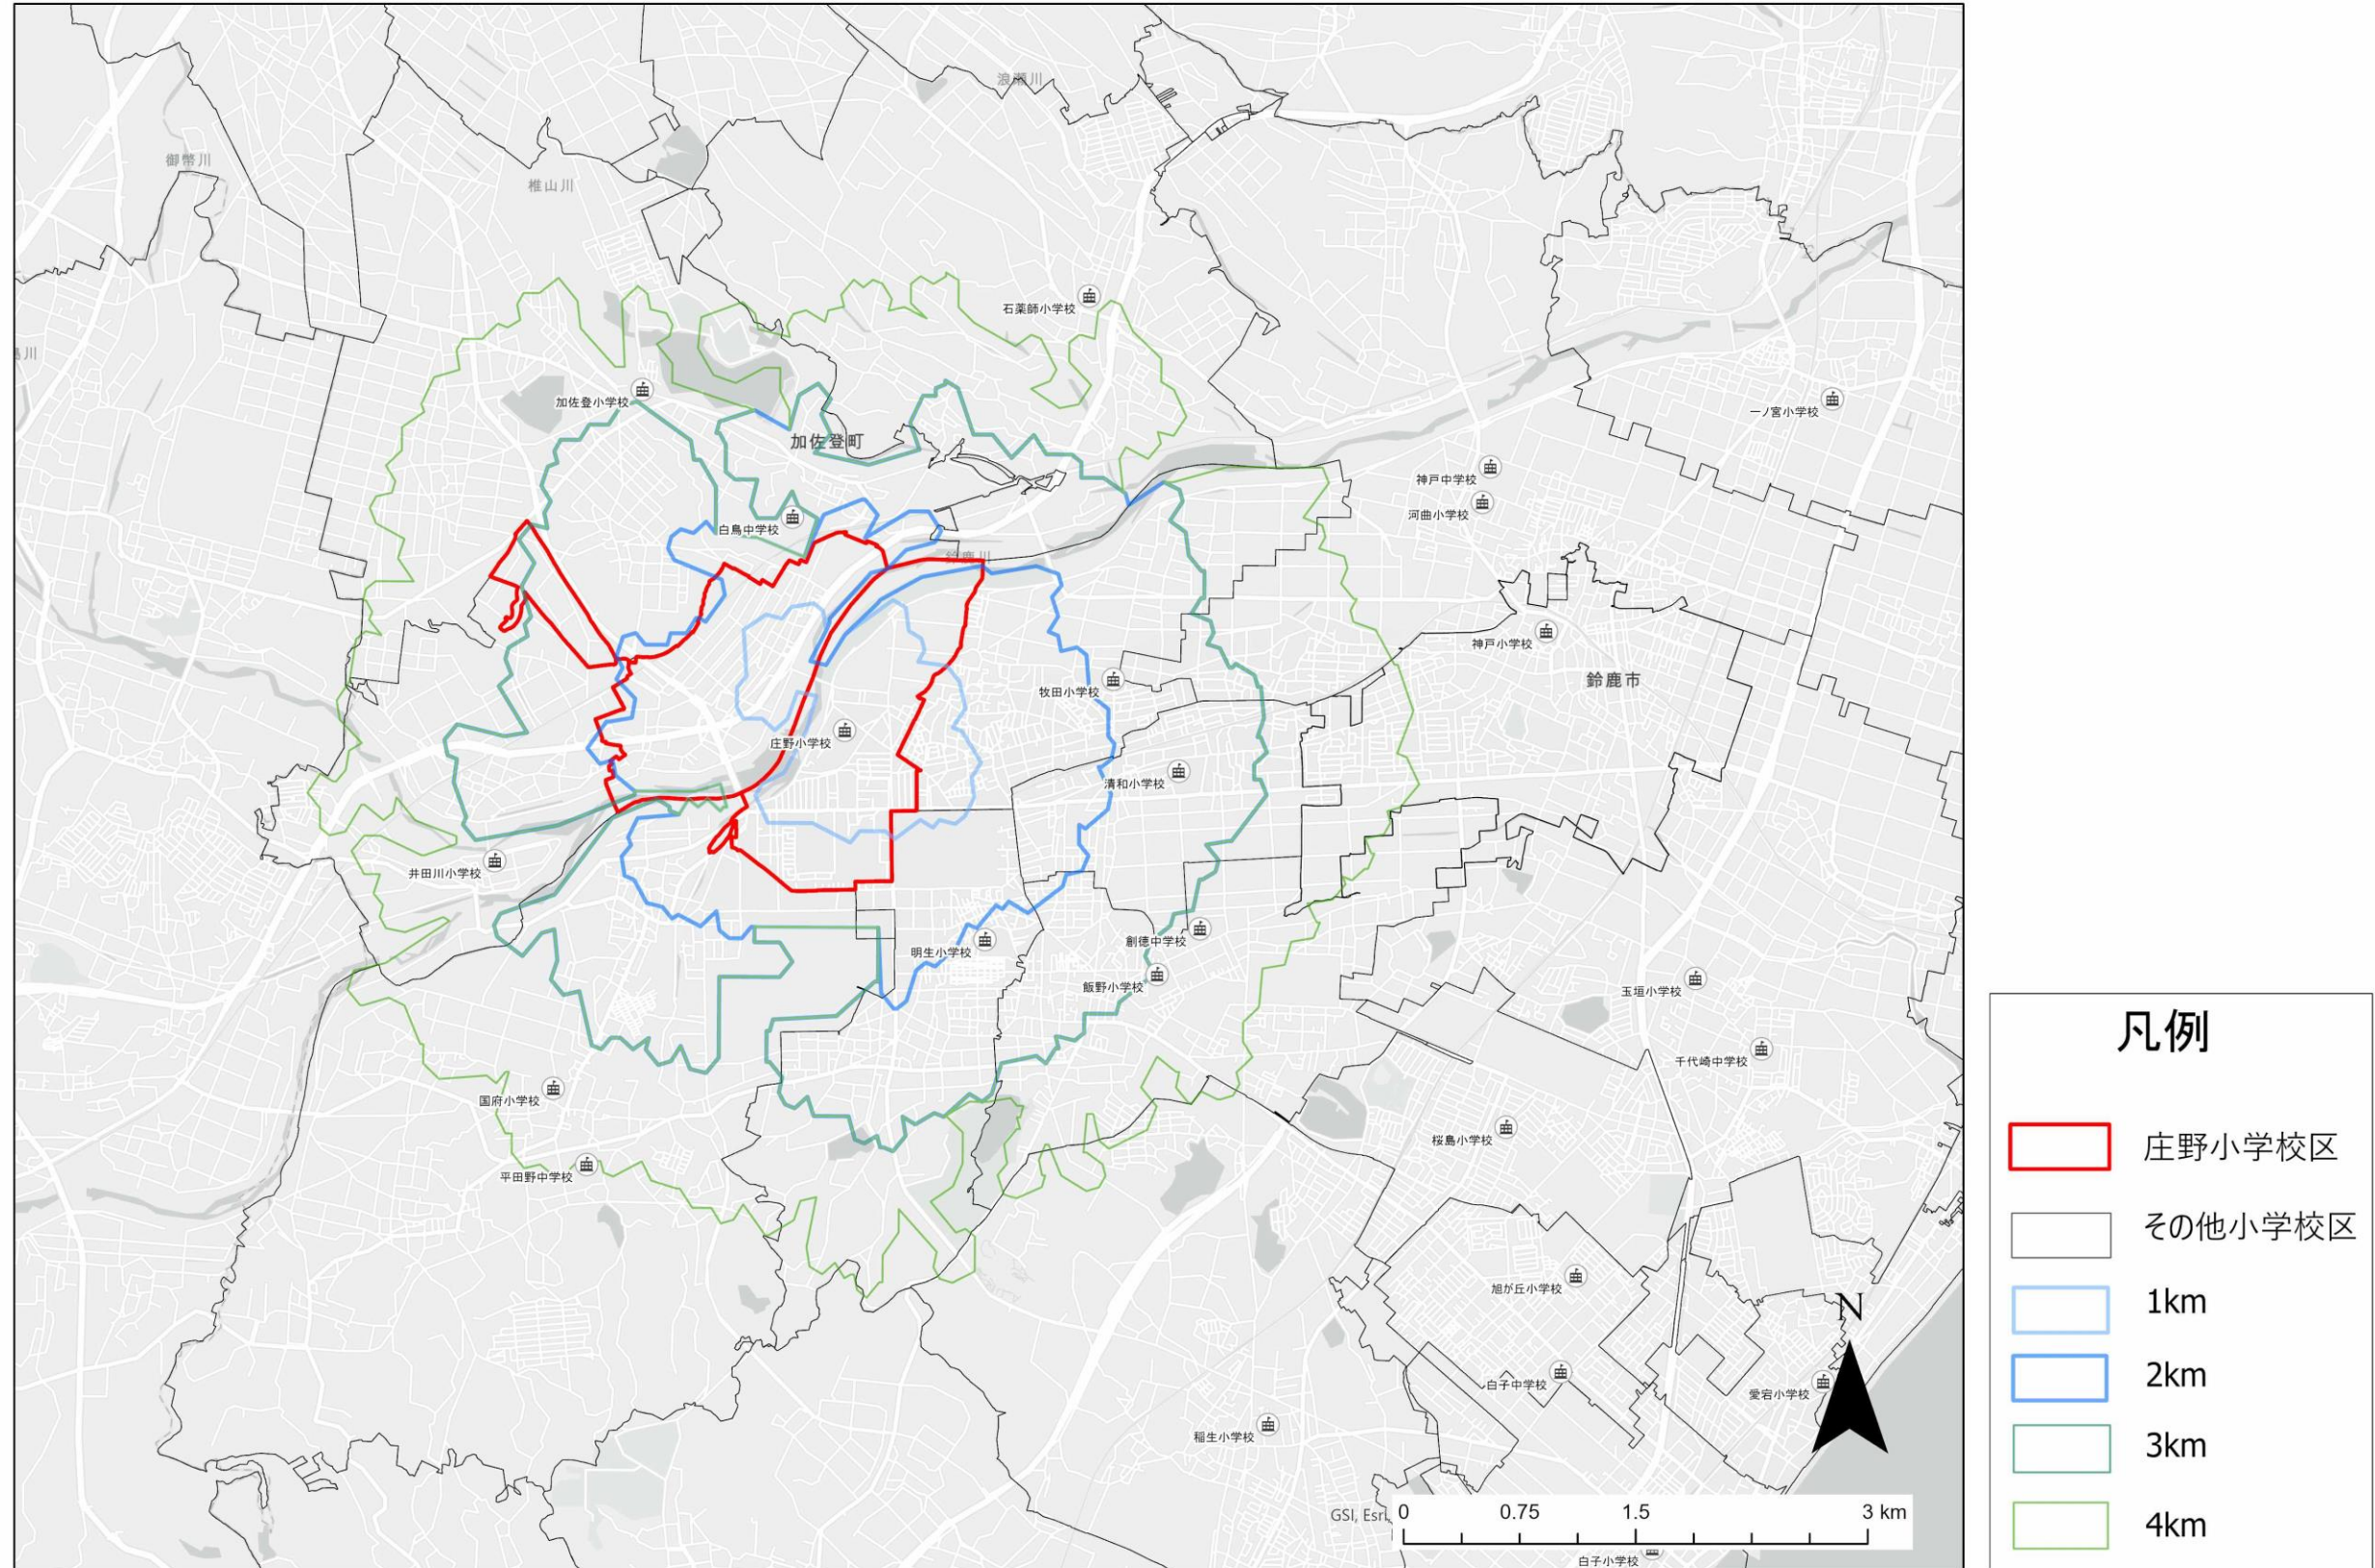 浪瀬川
御幣川
椎山川
石薬師小学校
川
加佐登小学校
一ノ宮小学校
加佐登町
神戸中学校
河曲小学校
白鳥中学校
鈴鹿川
神戸小学校
鈴鹿市
牧田小学校
庄野小学校
清和小学校
井田川小学校
創徳中学校
明生小学校
飯野小学校
玉垣小学校
千代崎中学校
国府小学校
桜島小学校
平田野中学校
旭が丘小学校
白子中学校
愛宕小学校
稲生小学校
白子小学校
N
GSI, Esri,
0 0.75 1.5 3 km
凡例
庄野小学校区
その他小学校区
1km
2km
3km
4km